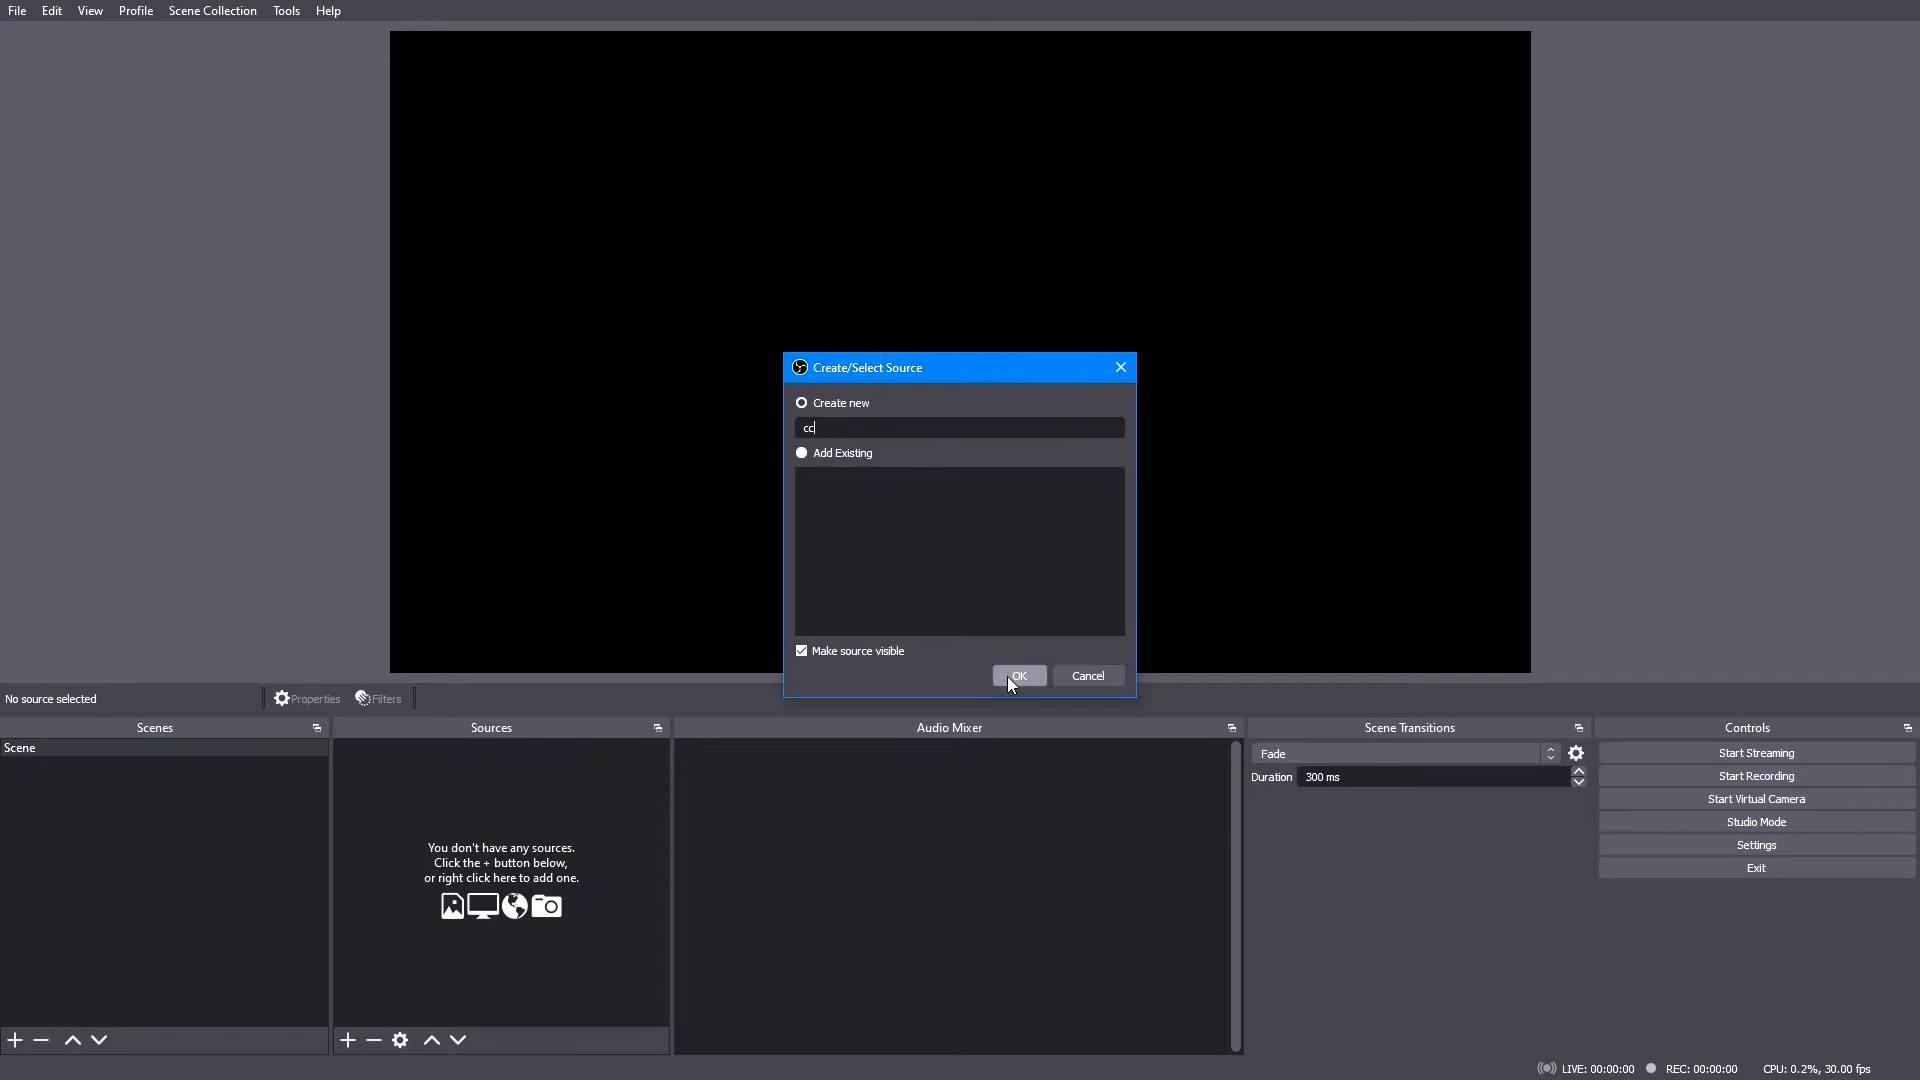 File Edit View Profile Scene Collection Tools Help
Create/Select Source
Create new
cc
Add Existing
Make source visible
OK Cancel
No source selected Properties Filters
Scenes Sources Audio Mixer Scene Transitions Controls
Scene
Fade
Duration 300 ms
Start Streaming
Start Recording
Start Virtual Camera
Studio Mode
Settings
Exit
You don't have any sources.
Click the + button below,
or right click here to add one.
LIVE: 00:00:00 REC: 00:00:00 CPU: 0.2%, 30.00 fps